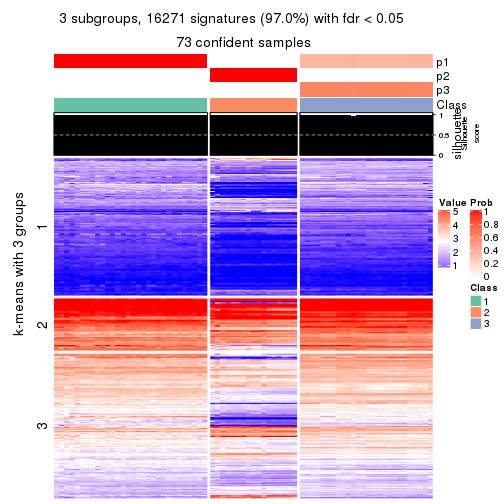 3 subgroups, 16271 signatures (97.0%) with fdr < 0.05
73 confident samples
p1
p2
p3
Class
1
0.5
0
silhouette
Silhouette
score
k-means with 3 groups
1
2
3
Value
5
4
3
2
1
Prob
1
0.8
0.6
0.4
0.2
0
Class
1
2
3